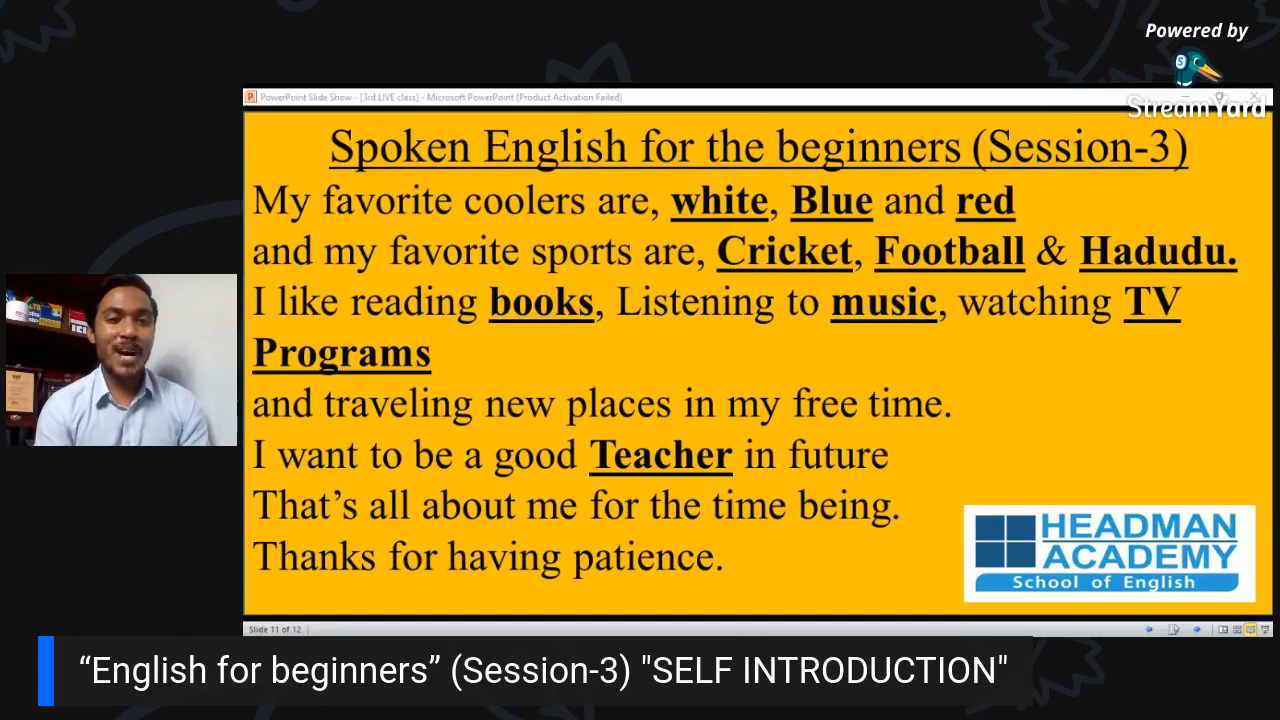 Powered by
StreamYard
PowerPoint Slide Show - [3rd LIVE class] - Microsoft PowerPoint (Product Activation Failed)
Spoken English for the beginners (Session-3)
My favorite coolers are, white, Blue and red
and my favorite sports are, Cricket, Football & Hadudu.
I like reading books, Listening to music, watching TV
Programs
and traveling new places in my free time.
I want to be a good Teacher in future
That’s all about me for the time being.
Thanks for having patience.
HEADMAN
ACADEMY
School of English
Slide 11 of 12
“English for beginners” (Session-3) "SELF INTRODUCTION"